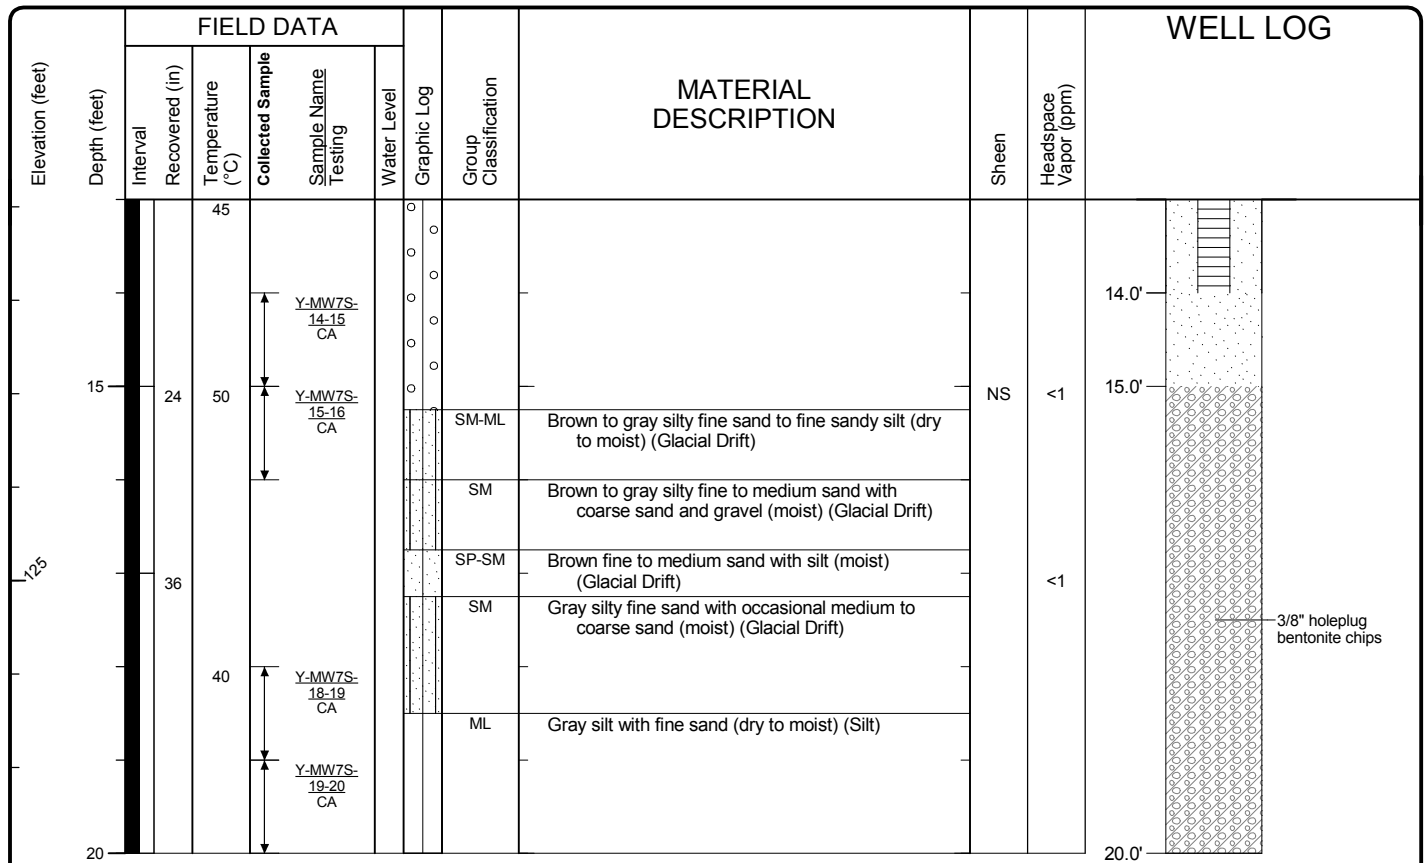 FIELD DATA
WELL LOG
Elevation (feet)
Depth (feet)
Interval
Recovered (in)
Temperature
(°C)
Collected Sample
Sample Name
Testing
Water Level
Graphic Log
Group
Classification
MATERIAL
DESCRIPTION
Sheen
Headspace
Vapor (ppm)
45
Y-MW7S-
14-15
CA
14.0'
15
24
50
Y-MW7S-
15-16
CA
NS
<1
15.0'
SM-ML
Brown to gray silty fine sand to fine sandy silt (dry
to moist) (Glacial Drift)
SM
Brown to gray silty fine to medium sand with
coarse sand and gravel (moist) (Glacial Drift)
125
36
SP-SM
Brown fine to medium sand with silt (moist)
(Glacial Drift)
<1
SM
Gray silty fine sand with occasional medium to
coarse sand (moist) (Glacial Drift)
3/8" holeplug
bentonite chips
40
Y-MW7S-
18-19
CA
ML
Gray silt with fine sand (dry to moist) (Silt)
Y-MW7S-
19-20
CA
20
20.0'